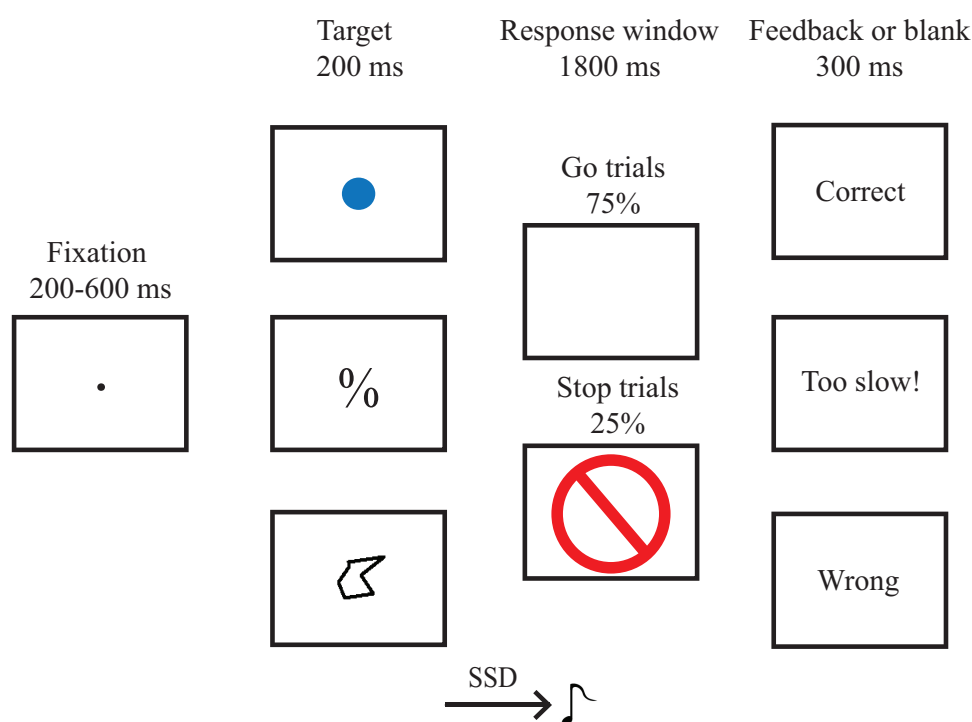 Target
200 ms
Response window
1800 ms
Feedback or blank
300 ms
Fixation
200-600 ms
%
Go trials
75%
Stop trials
25%
Correct
Too slow!
Wrong
SSD